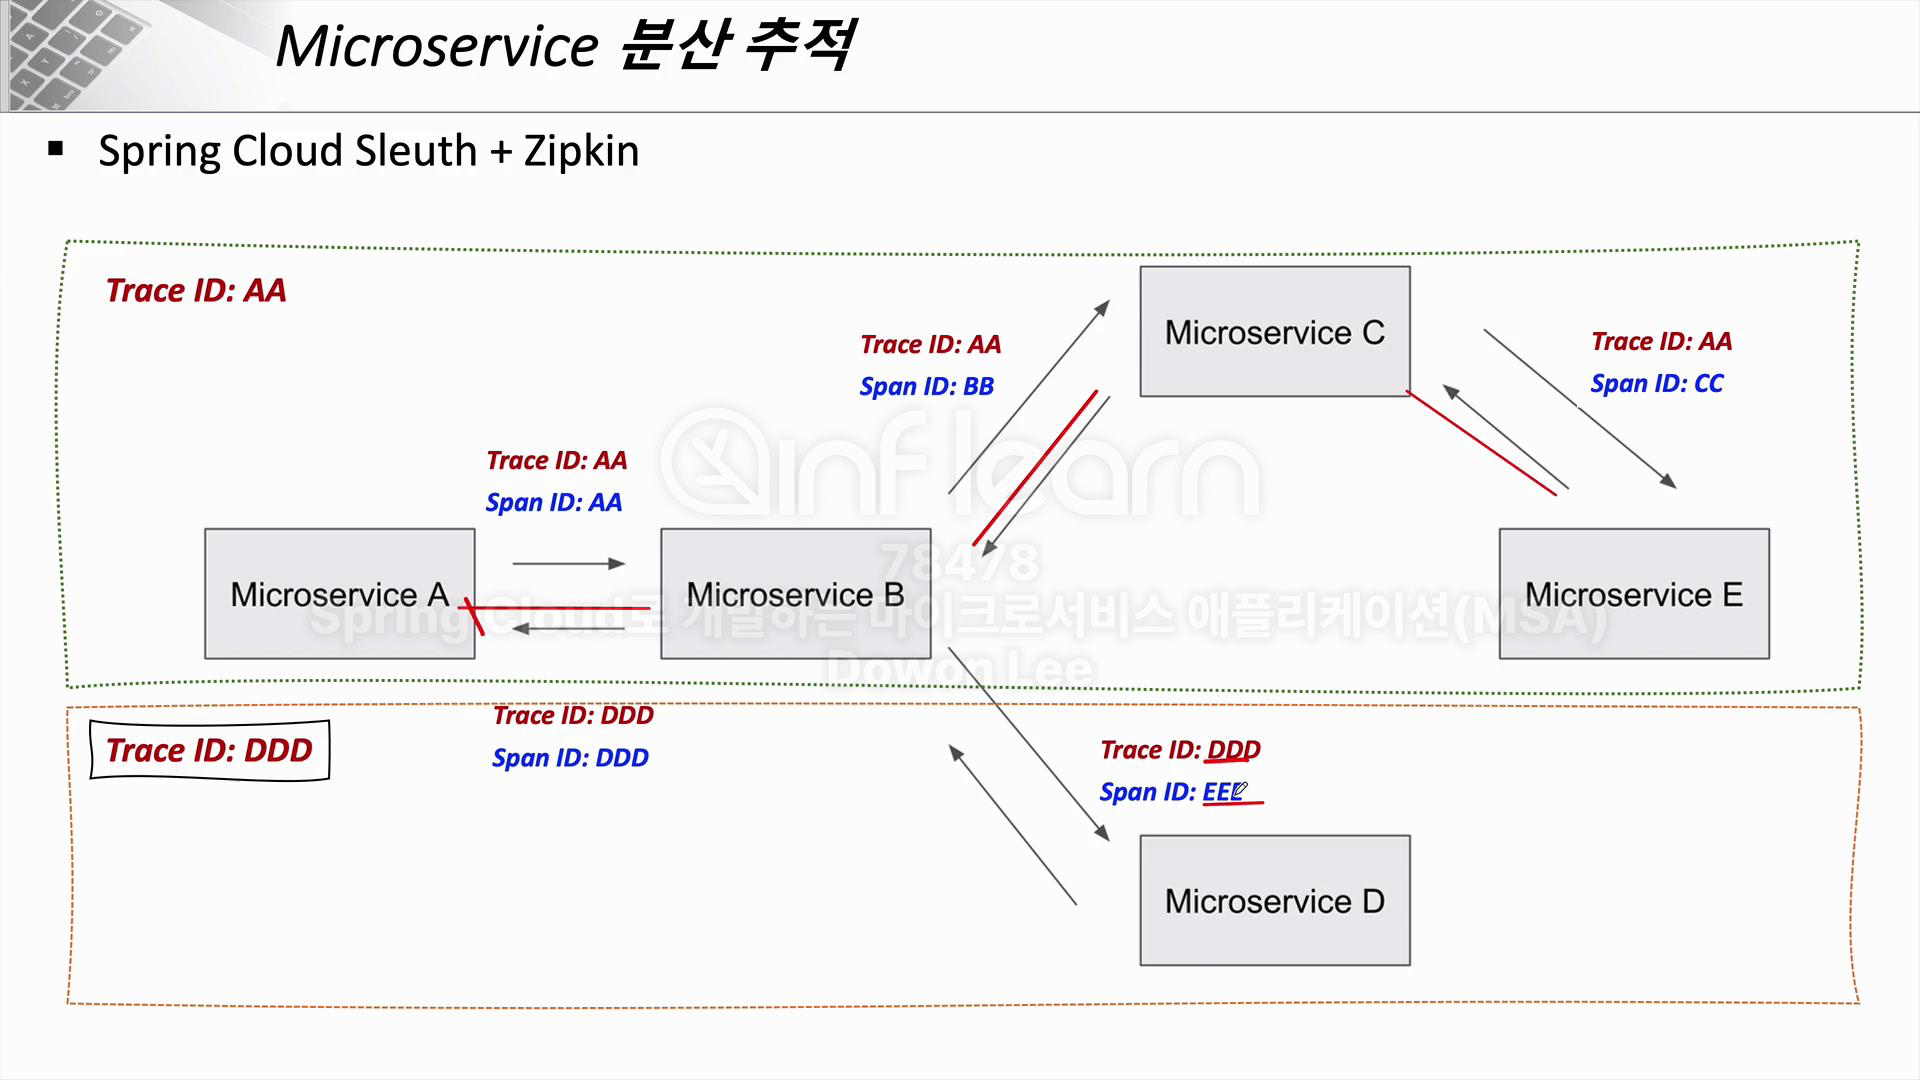 Microservice 분산 추적
▪ Spring Cloud Sleuth + Zipkin
Trace ID: AA
Microservice C
Trace ID: AA
Span ID: BB
Trace ID: AA
Span ID: CC
Trace ID: AA
Span ID: AA
inflearn
Microservice A
Microservice B
Microservice E
78478
Spring Cloud로 개발하는 마이크로서비스 애플리케이션(MSA)
Dowon Lee
Trace ID: DDD
Trace ID: DDD
Span ID: DDD
Trace ID: DDD
Span ID: EEE
Microservice D